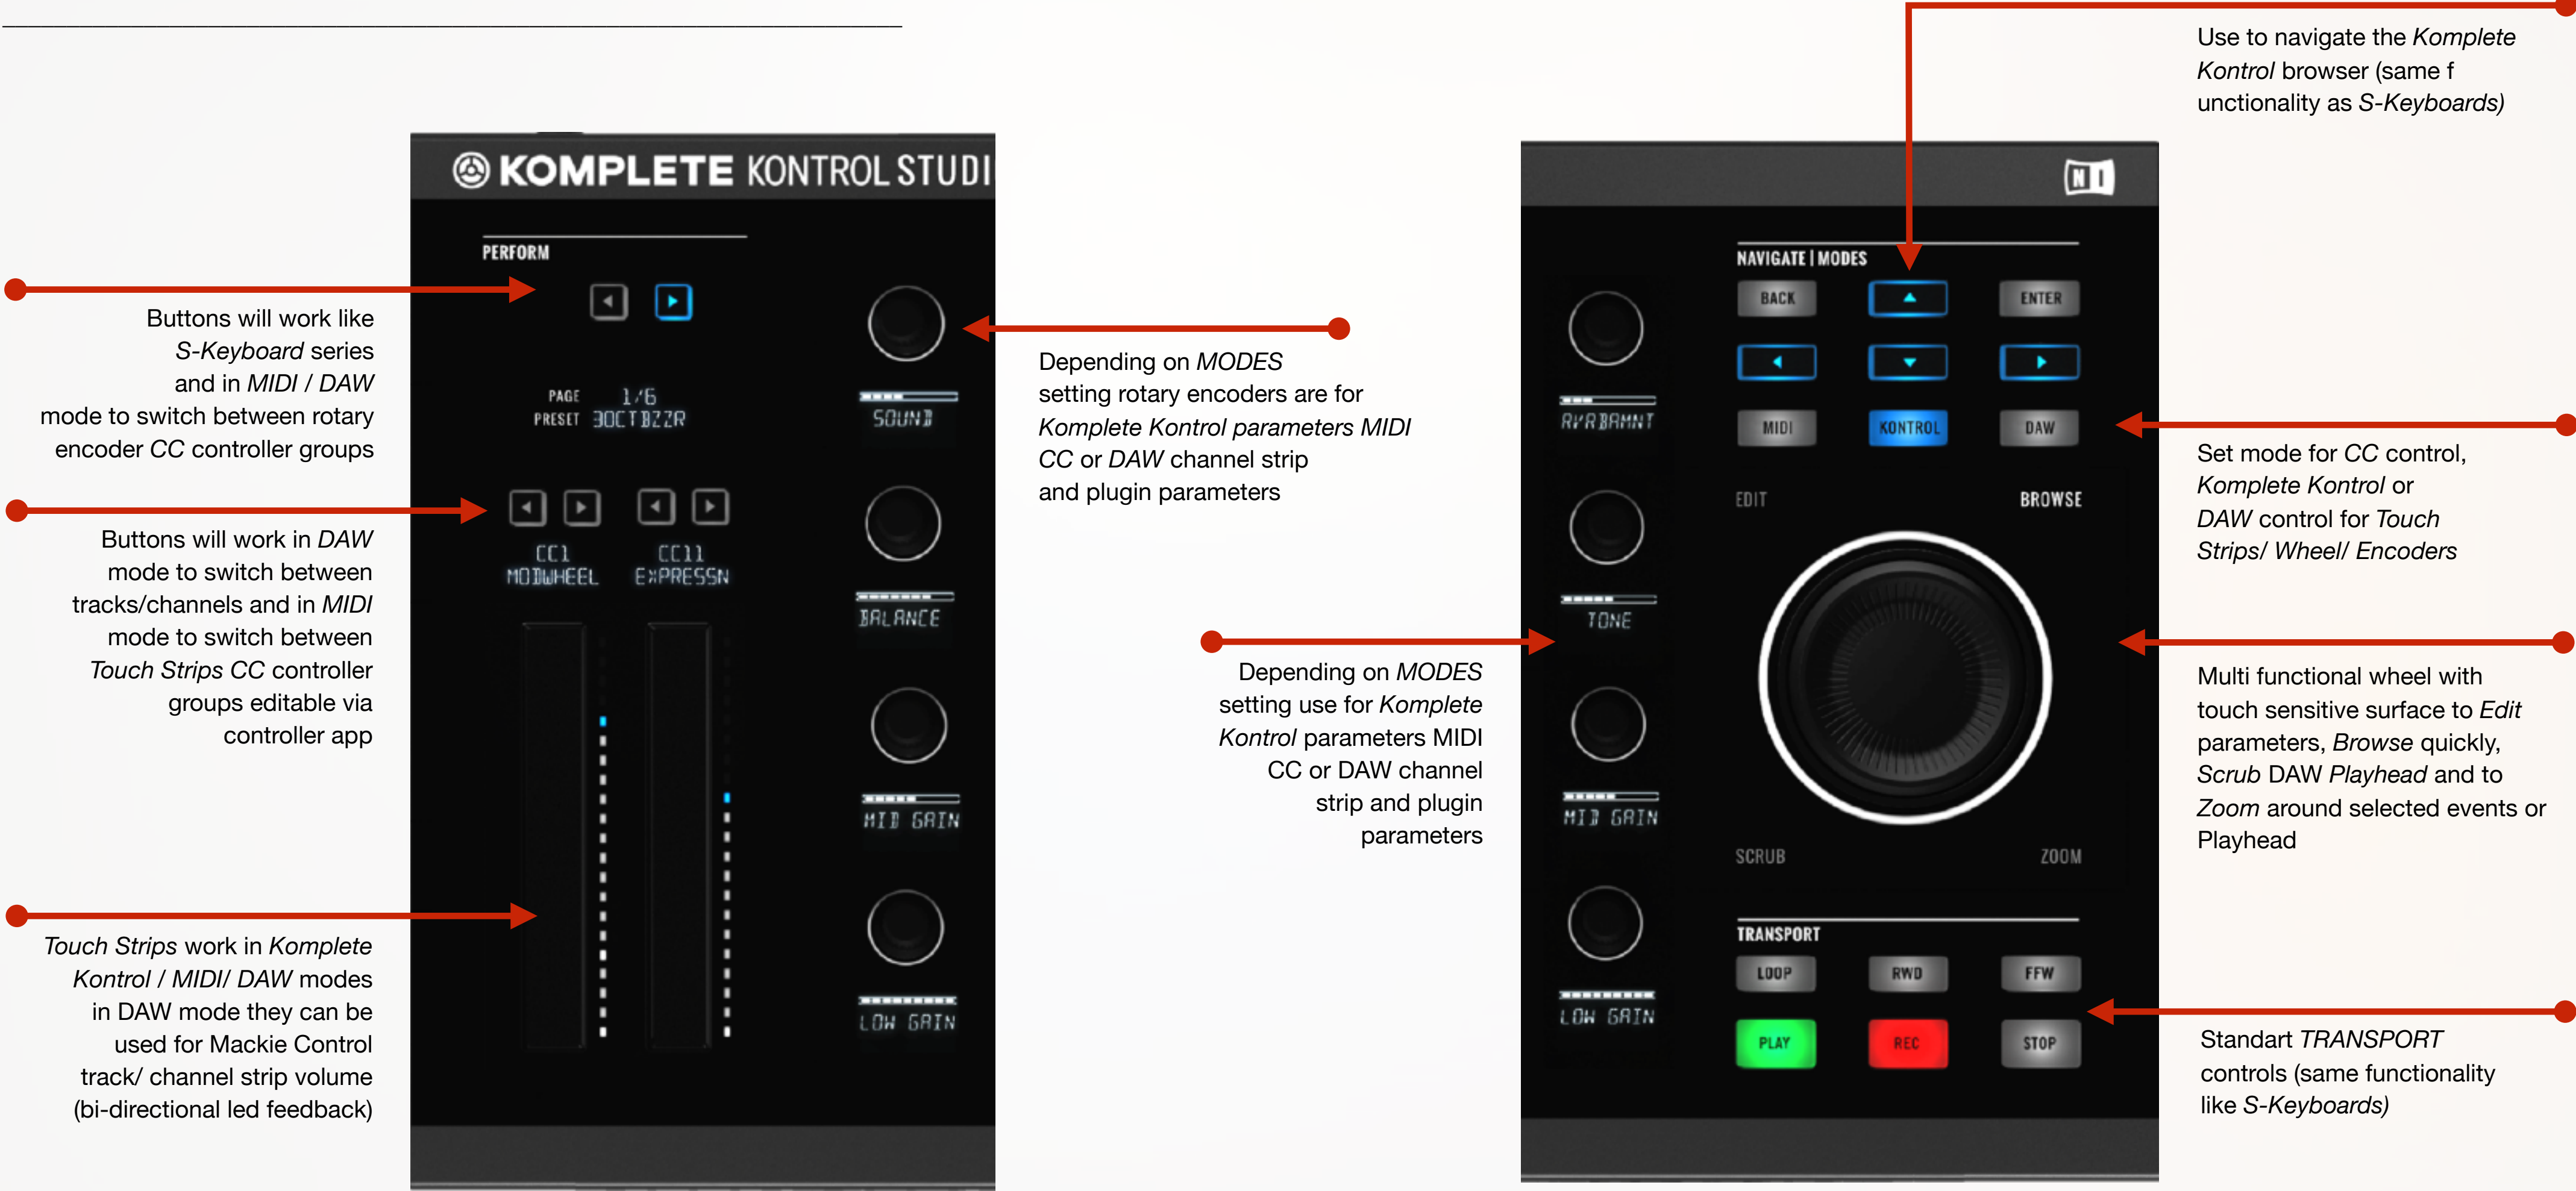 KOMPLETE KONTROL STUDI
PERFORM
Buttons will work like
S-Keyboard series
and in MIDI / DAW
mode to switch between rotary
encoder CC controller groups
PAGE 1/6
PRESET 3OCTBZZR
Buttons will work in DAW
mode to switch between
tracks/channels and in MIDI
mode to switch between
Touch Strips CC controller
groups editable via
controller app
CC1
MODWHEEL
CC11
EXPRESSN
Touch Strips work in Komplete
Kontrol / MIDI/ DAW modes
in DAW mode they can be
used for Mackie Control
track/ channel strip volume
(bi-directional led feedback)
SOUND
BALANCE
MID GAIN
LOW GAIN
Depending on MODES
setting rotary encoders are for
Komplete Kontrol parameters MIDI
CC or DAW channel strip
and plugin parameters
Depending on MODES
setting use for Komplete
Kontrol parameters MIDI
CC or DAW channel
strip and plugin
parameters
NI
RVRBAMNT
TONE
MID GAIN
LOW GAIN
NAVIGATE | MODES
BACK
ENTER
MIDI
KONTROL
DAW
EDIT
BROWSE
SCRUB
ZOOM
TRANSPORT
LOOP
RWD
FFW
PLAY
REC
STOP
Use to navigate the Komplete
Kontrol browser (same f
unctionality as S-Keyboards)
Set mode for CC control,
Komplete Kontrol or
DAW control for Touch
Strips/ Wheel/ Encoders
Multi functional wheel with
touch sensitive surface to Edit
parameters, Browse quickly,
Scrub DAW Playhead and to
Zoom around selected events or
Playhead
Standart TRANSPORT
controls (same functionality
like S-Keyboards)